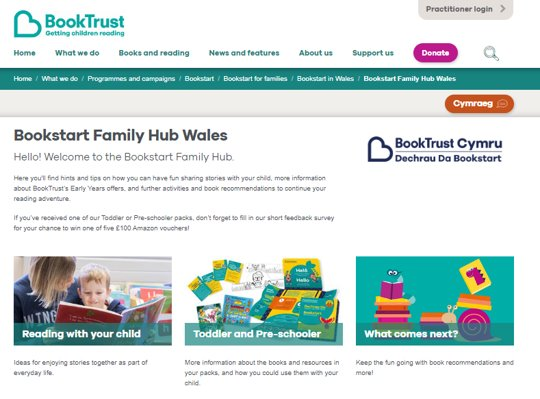 Practitioner login
BookTrust
Getting children reading
Home What we do Books and reading News and features About us Support us Donate
Home / What we do / Programmes and campaigns / Bookstart / Bookstart for families / Bookstart in Wales / Bookstart Family Hub Wales
Cymraeg
Bookstart Family Hub Wales
Hello! Welcome to the Bookstart Family Hub.
BookTrust Cymru
Dechrau Da Bookstart
Here you'll find hints and tips on how you can have fun sharing stories with your child, more information
about BookTrust's Early Years offers, and further activities and book recommendations to continue your
reading adventure.
If you've received one of our Toddler or Pre-schooler packs, don't forget to fill in our short feedback survey
for your chance to win one of five £100 Amazon vouchers!
Hello
Hello
Reading with your child
Toddler and Pre-schooler
What comes next?
Ideas for enjoying stories together as part of
everyday life.
More information about the books and resources in
your packs, and how you could use them with your
child.
Keep the fun going with book recommendations and
more!